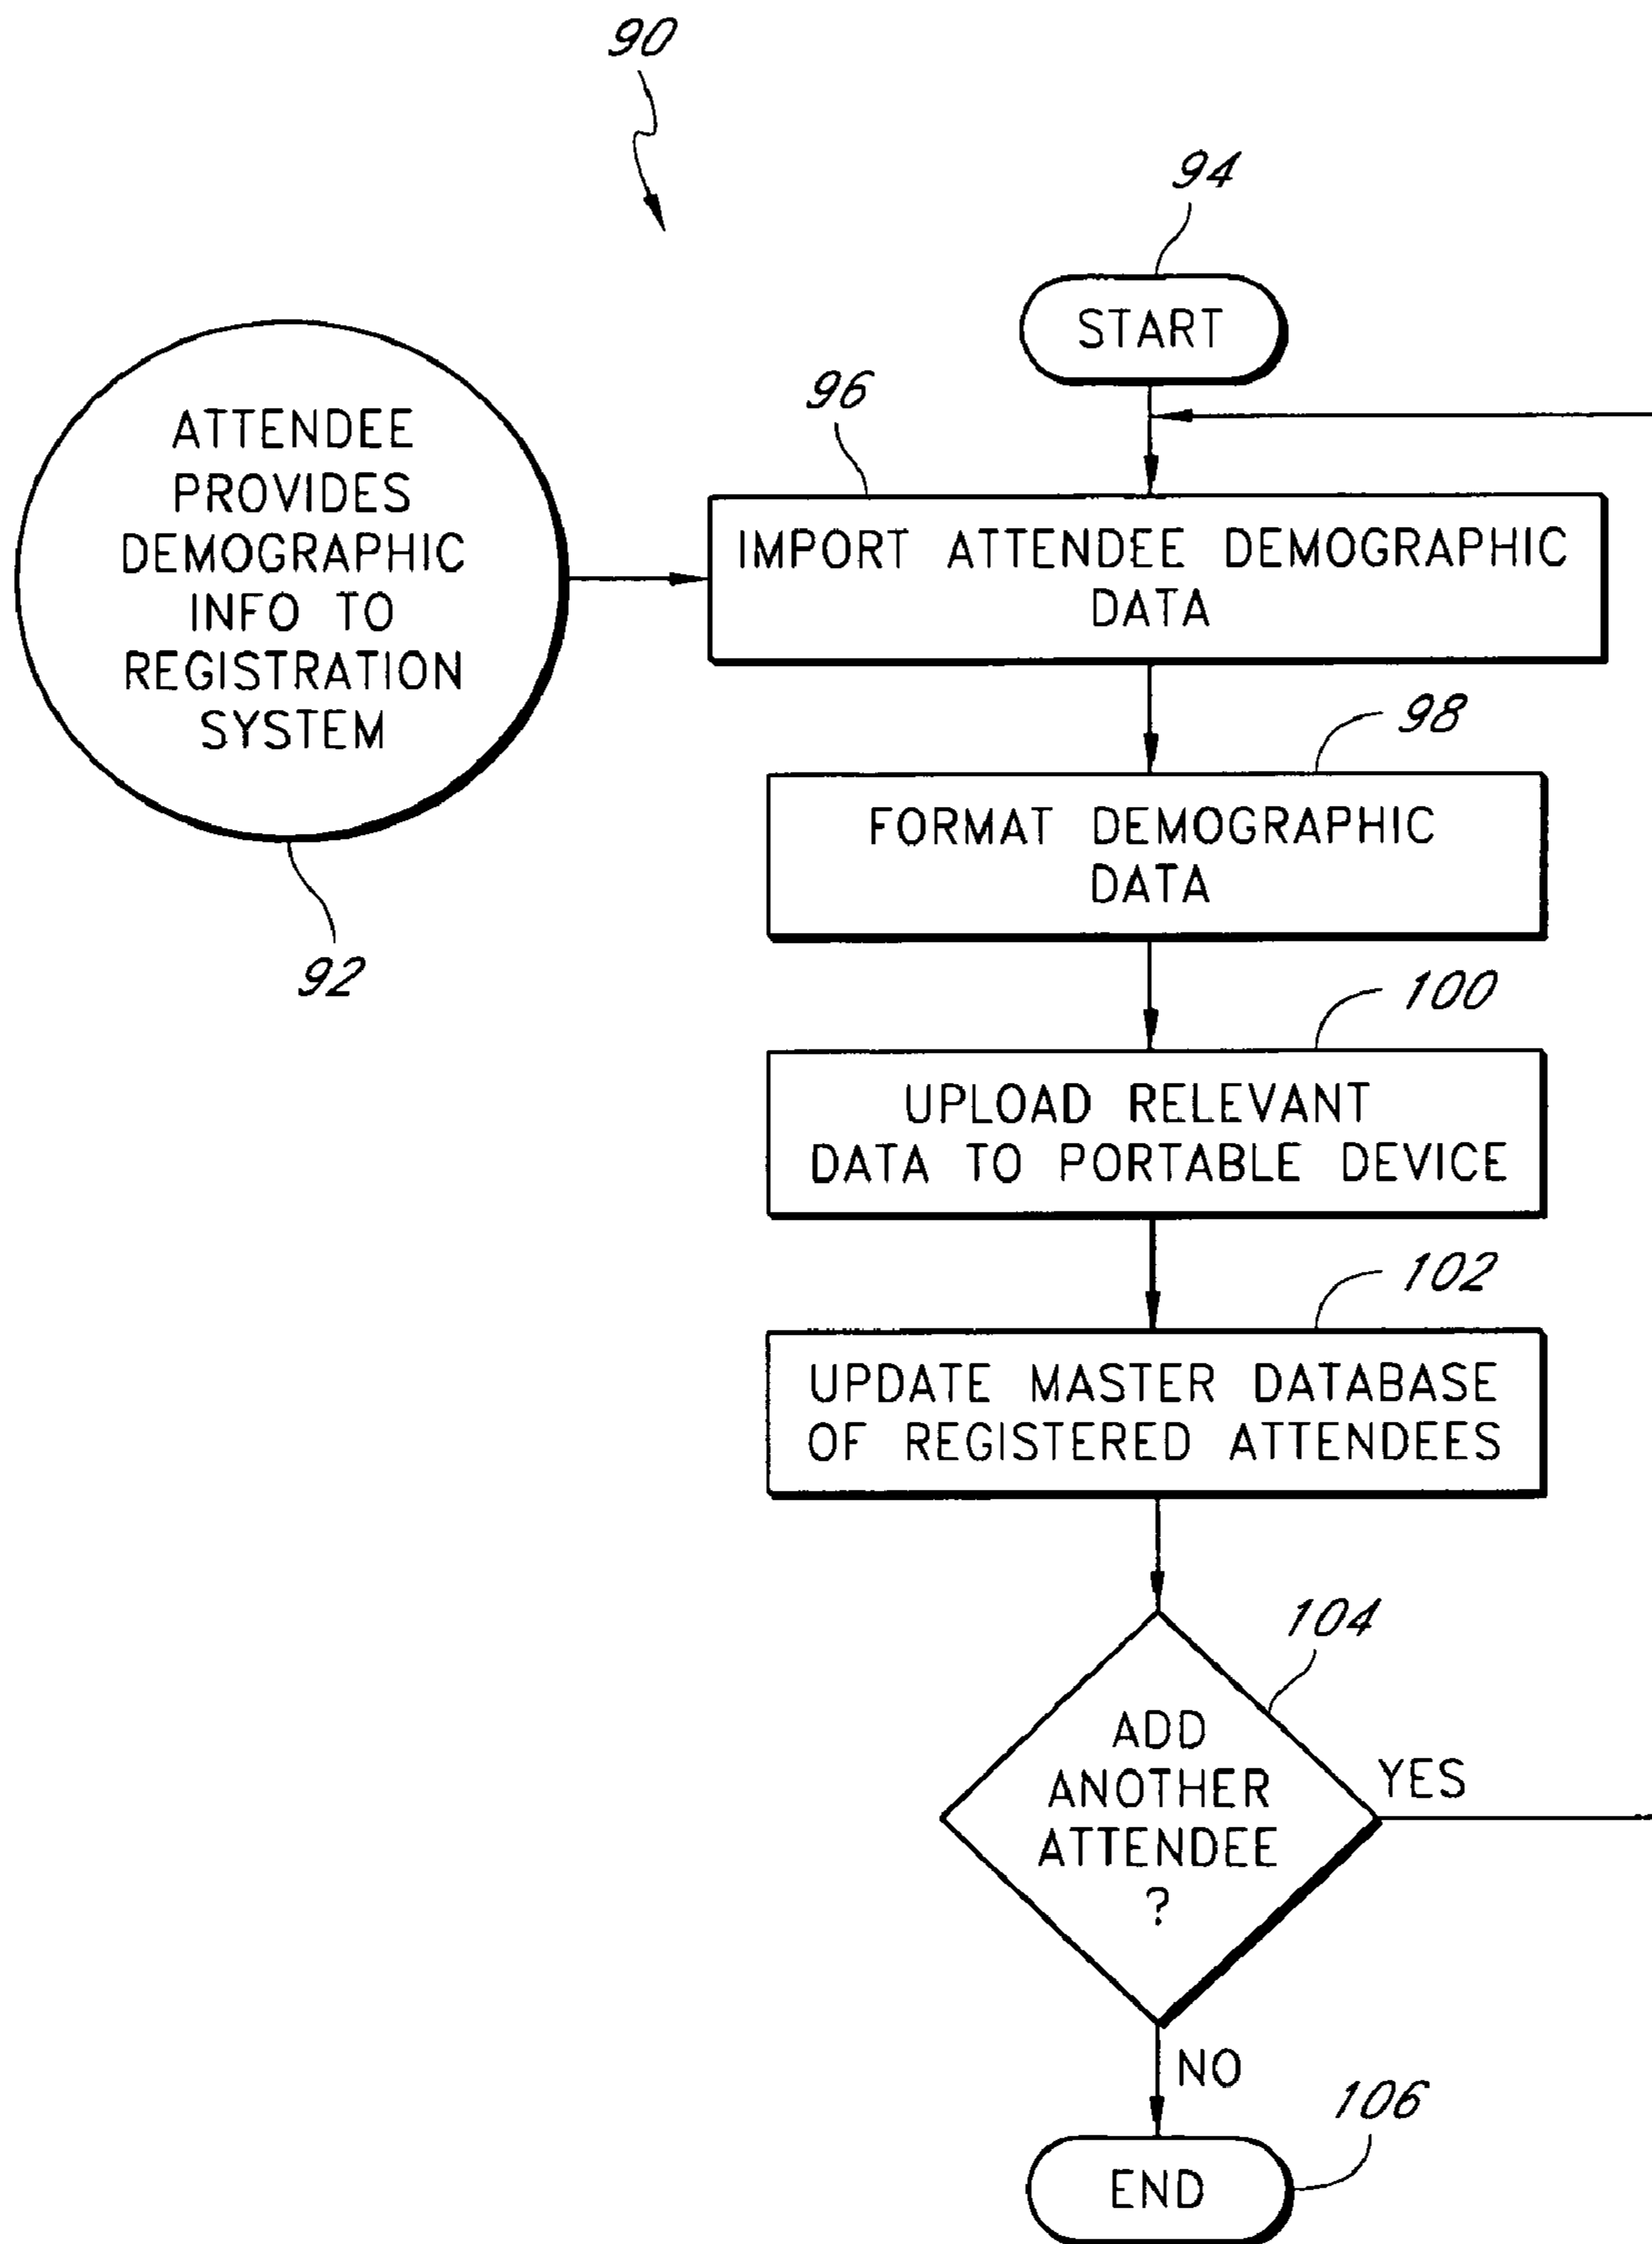 90
94
START
96
ATTENDEE
PROVIDES
DEMOGRAPHIC
INFO TO
REGISTRATION
SYSTEM
92
IMPORT ATTENDEE DEMOGRAPHIC
DATA
98
FORMAT DEMOGRAPHIC
DATA
100
UPLOAD RELEVANT
DATA TO PORTABLE DEVICE
102
UPDATE MASTER DATABASE
OF REGISTERED ATTENDEES
104
ADD
ANOTHER
ATTENDEE
?
YES
NO
106
END